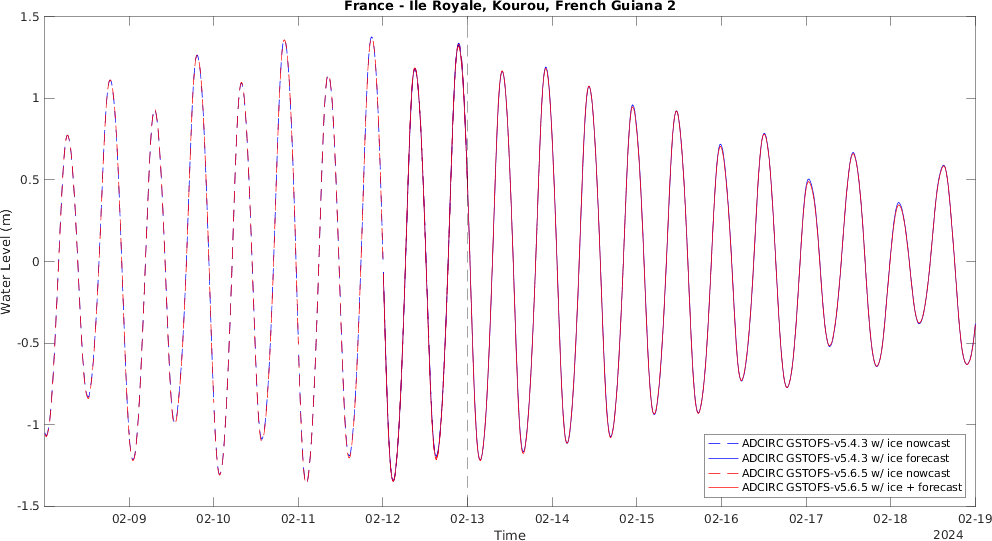 France - Ile Royale, Kourou, French Guiana 2
1.5
1
0.5
0
-0.5
-1
-1.5
Water Level (m)
02-09 02-10 02-11 02-12 02-13 02-14 02-15 02-16 02-17 02-18 02-19
Time
2024
ADCIRC GSTOFS-v5.4.3 w/ ice nowcast
ADCIRC GSTOFS-v5.4.3 w/ ice forecast
ADCIRC GSTOFS-v5.6.5 w/ ice nowcast
ADCIRC GSTOFS-v5.6.5 w/ ice + forecast